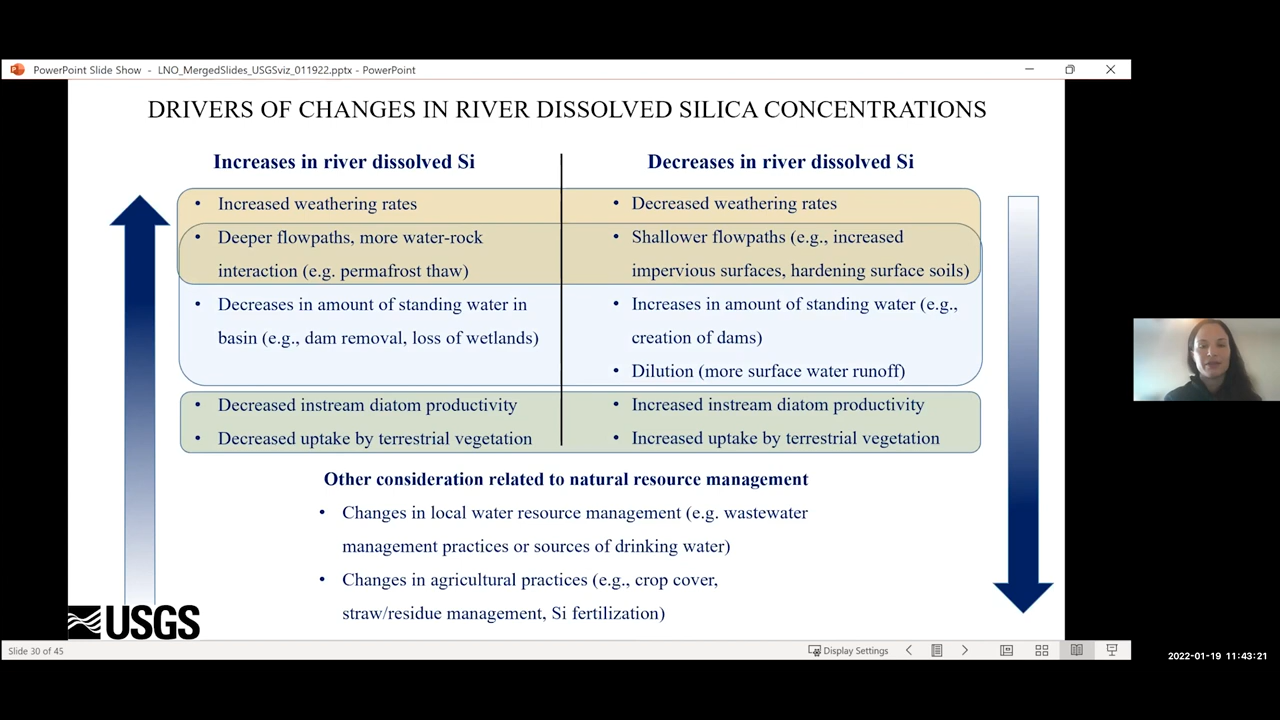 PowerPoint Slide Show - LNO_MergedSlides_USGSviz_011922.pptx - PowerPoint
DRIVERS OF CHANGES IN RIVER DISSOLVED SILICA CONCENTRATIONS
Increases in river dissolved Si
• Increased weathering rates
• Deeper flowpaths, more water-rock
interaction (e.g. permafrost thaw)
• Decreases in amount of standing water in
basin (e.g., dam removal, loss of wetlands)
• Decreased instream diatom productivity
• Decreased uptake by terrestrial vegetation
Decreases in river dissolved Si
• Decreased weathering rates
• Shallower flowpaths (e.g., increased
impervious surfaces, hardening surface soils)
• Increases in amount of standing water (e.g.,
creation of dams)
• Dilution (more surface water runoff)
• Increased instream diatom productivity
• Increased uptake by terrestrial vegetation
Other consideration related to natural resource management
• Changes in local water resource management (e.g. wastewater
management practices or sources of drinking water)
• Changes in agricultural practices (e.g., crop cover,
straw/residue management, Si fertilization)
USGS
Slide 30 of 45
Display Settings
2022-01-19 11:43:21